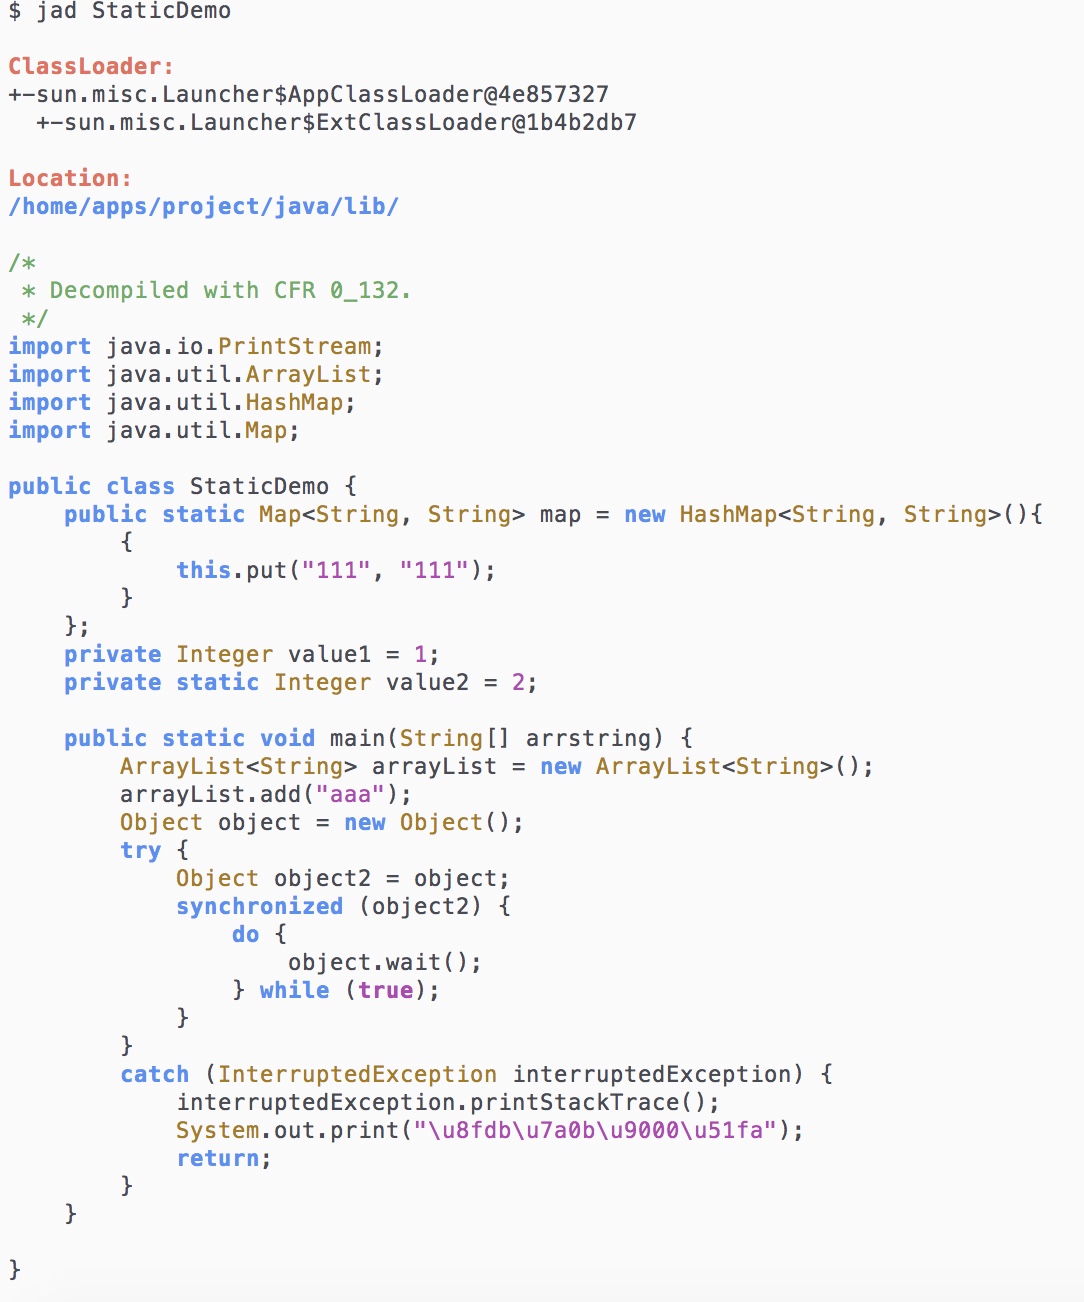 $ jad StaticDemo

ClassLoader:
+-sun.misc.Launcher$AppClassLoader@4e857327
  +-sun.misc.Launcher$ExtClassLoader@1b4b2db7

Location:
/home/apps/project/java/lib/

/*
 * Decompiled with CFR 0_132.
 */
import java.io.PrintStream;
import java.util.ArrayList;
import java.util.HashMap;
import java.util.Map;

public class StaticDemo {
    public static Map<String, String> map = new HashMap<String, String>(){
        {
            this.put("111", "111");
        }
    };
    private Integer value1 = 1;
    private static Integer value2 = 2;

    public static void main(String[] arrstring) {
        ArrayList<String> arrayList = new ArrayList<String>();
        arrayList.add("aaa");
        Object object = new Object();
        try {
            Object object2 = object;
            synchronized (object2) {
                do {
                    object.wait();
                } while (true);
            }
        }
        catch (InterruptedException interruptedException) {
            interruptedException.printStackTrace();
            System.out.print("\u8fdb\u7a0b\u9000\u51fa");
            return;
        }
    }

}